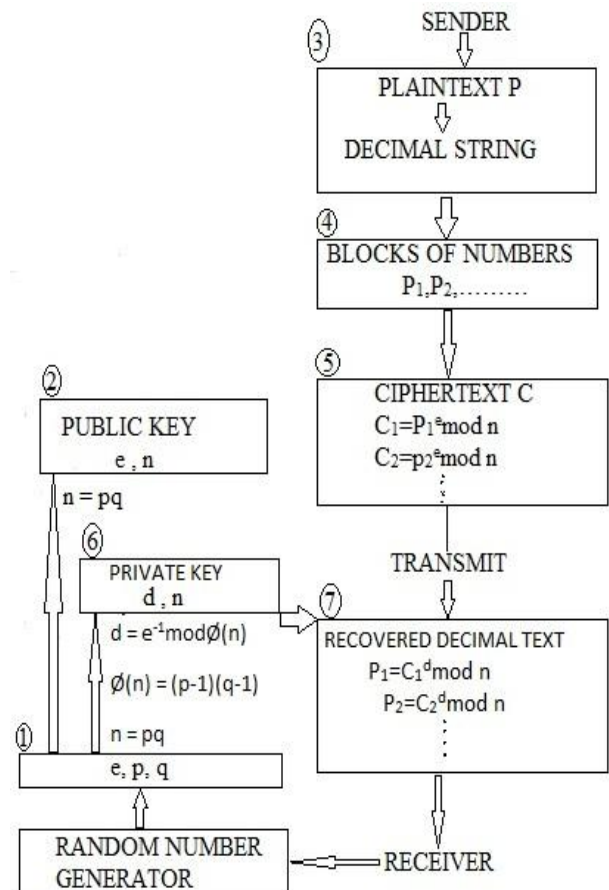 SENDER
③
PLAINTEXT P
DECIMAL STRING
④
BLOCKS OF NUMBERS
P₁,P₂,.........
⑤
CIPHERTEXT C
C₁=P₁ᵉmod n
C₂=p₂ᵉmod n
⋮
TRANSMIT
②
PUBLIC KEY
e , n
n = pq
⑥
PRIVATE KEY
d, n
d = e⁻¹modØ(n)
Ø(n) = (p-1)(q-1)
n = pq
①
e, p, q
RANDOM NUMBER
GENERATOR
⑦
RECOVERED DECIMAL TEXT
P₁=C₁ᵈmod n
P₂=C₂ᵈmod n
⋮
RECEIVER